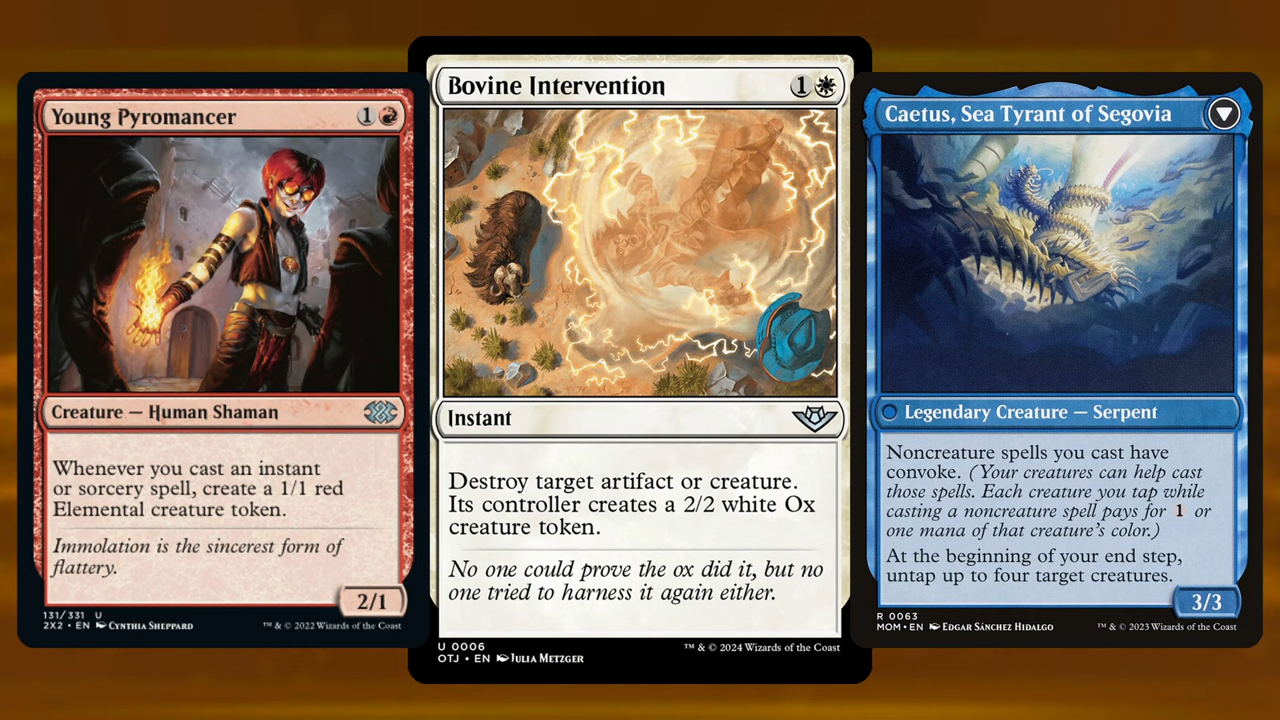 Young Pyromancer
1
Creature — Human Shaman
Whenever you cast an instant
or sorcery spell, create a 1/1 red
Elemental creature token.
Immolation is the sincerest form of
flattery.
2/1
131/331 U
2X2 • EN CYNTHIA SHEPPARD
™ & © 2022 Wizards of the Coast
Bovine Intervention
1
Instant
Destroy target artifact or creature.
Its controller creates a 2/2 white Ox
creature token.
No one could prove the ox did it, but no
one tried to harness it again either.
U 0006
OTJ • EN JULIA METZGER
™ & © 2024 Wizards of the Coast
Caetus, Sea Tyrant of Segovia
Legendary Creature — Serpent
Noncreature spells you cast have
convoke. (Your creatures can help cast
those spells. Each creature you tap while
casting a noncreature spell pays for 1 or
one mana of that creature's color.)
At the beginning of your end step,
untap up to four target creatures.
3/3
R 0063
MOM • EN EDGAR SÁNCHEZ HIDALGO
™ & © 2023 Wizards of the Coast